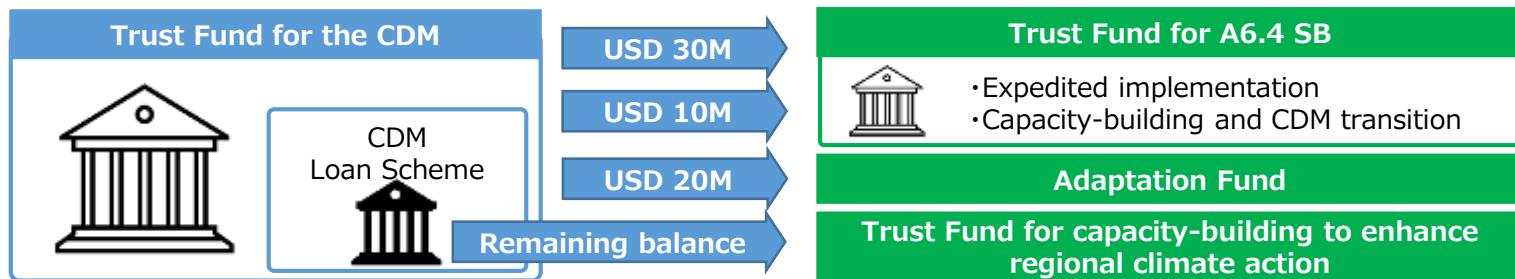 Trust Fund for the CDM
CDM
Loan Scheme
USD 30M
USD 10M
USD 20M
Remaining balance
Trust Fund for A6.4 SB
・Expedited implementation
・Capacity-building and CDM transition
Adaptation Fund
Trust Fund for capacity-building to enhance
regional climate action